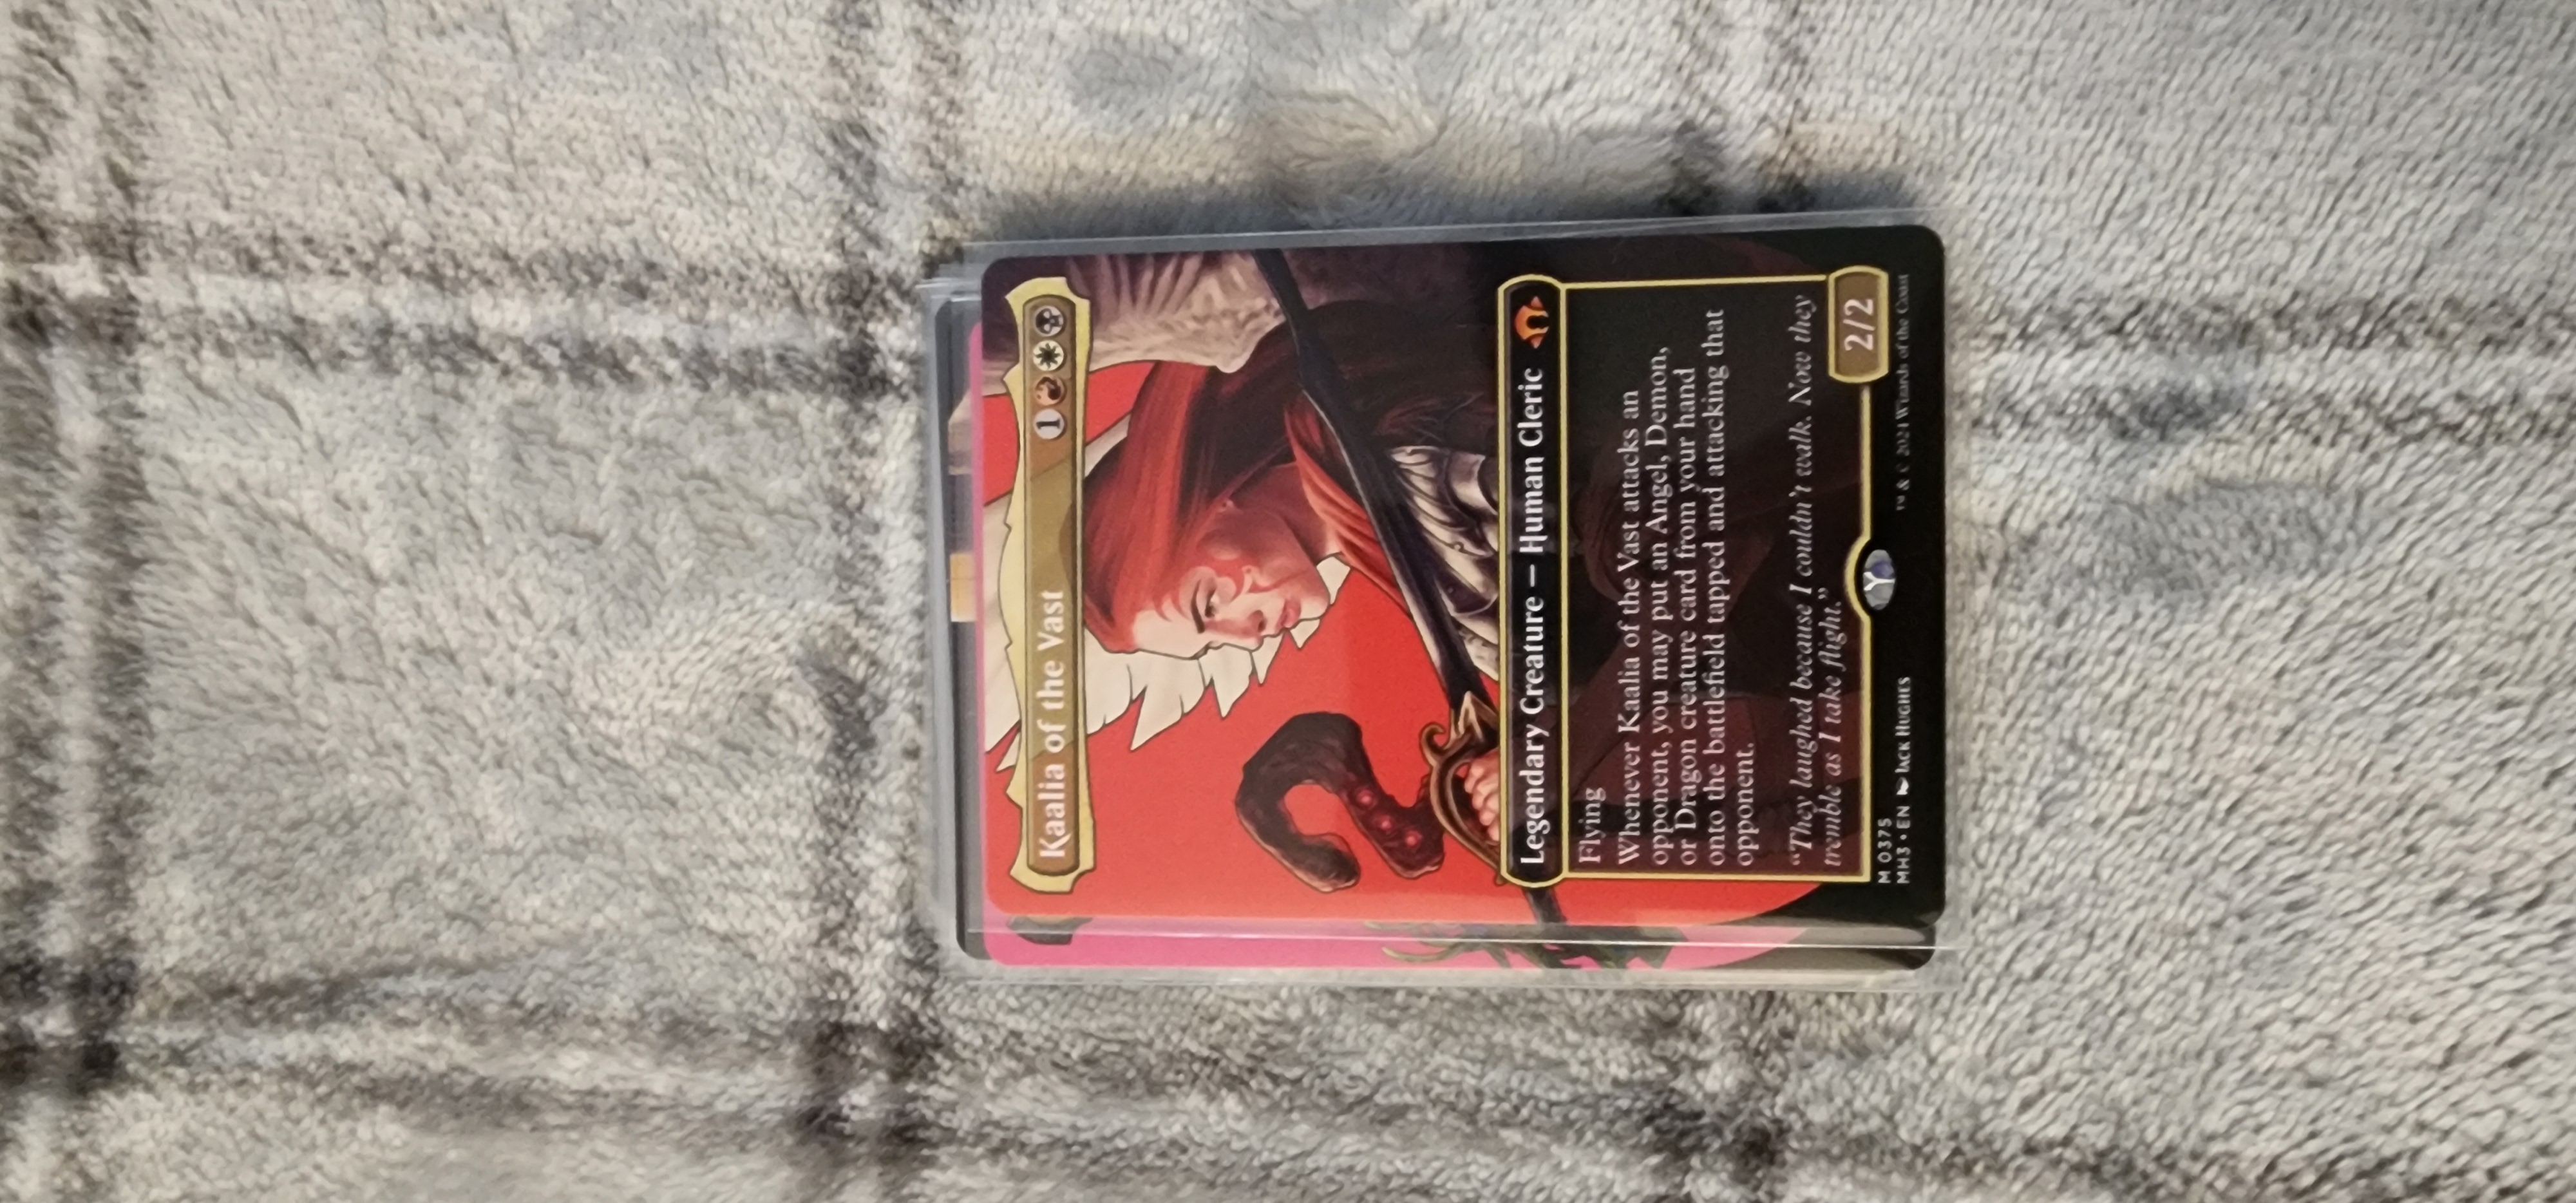 Kaalia of the Vast 1
Legendary Creature — Human Cleric
Flying
Whenever Kaalia of the Vast attacks an
opponent, you may put an Angel, Demon,
or Dragon creature card from your hand
onto the battlefield tapped and attacking that
opponent.
“They laughed because I couldn’t walk. Now they
tremble as I take flight.”
2/2
M 0375
MH3 • EN JACK HUGHES
™ & © 2024 Wizards of the Coast